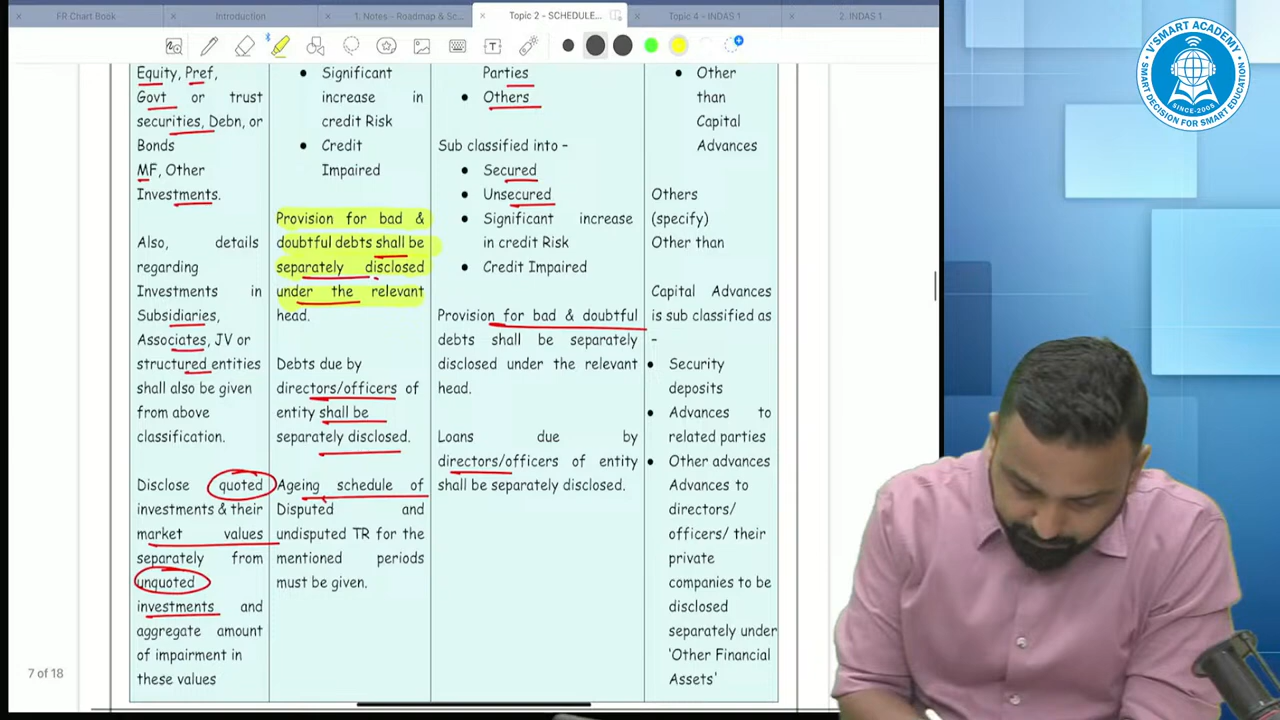 FR Chart Book
Introduction
1. Notes - Roadmap & Sc...
Topic 2 - SCHEDULE...
Topic 4 - INDAS 1
2. INDAS 1
Equity, Pref,
Govt or trust
securities, Debn, or
Bonds
MF, Other
Investments.
Also, details
regarding
Investments in
Subsidiaries,
Associates, JV or
structured entities
shall also be given
from above
classification.
Disclose quoted
investments & their
market values
separately from
unquoted
investments and
aggregate amount
of impairment in
these values
• Significant
increase in
credit Risk
• Credit
Impaired
Provision for bad &
doubtful debts shall be
separately disclosed
under the relevant
head.
Debts due by
directors/officers of
entity shall be
separately disclosed.
Ageing schedule of
Disputed and
undisputed TR for the
mentioned periods
must be given.
Parties
• Others
Sub classified into –
• Secured
• Unsecured
• Significant increase
in credit Risk
• Credit Impaired
Provision for bad & doubtful
debts shall be separately
disclosed under the relevant
head.
Loans due by
directors/officers of entity
shall be separately disclosed.
• Other
than
Capital
Advances
Others
(specify)
Other than
Capital Advances
is sub classified as
–
• Security
deposits
• Advances to
related parties
• Other advances
Advances to
directors/
officers/ their
private
companies to be
disclosed
separately under
'Other Financial
Assets'
7 of 18
V'SMART ACADEMY
SINCE-2005
SMART DECISION FOR SMART EDUCATION